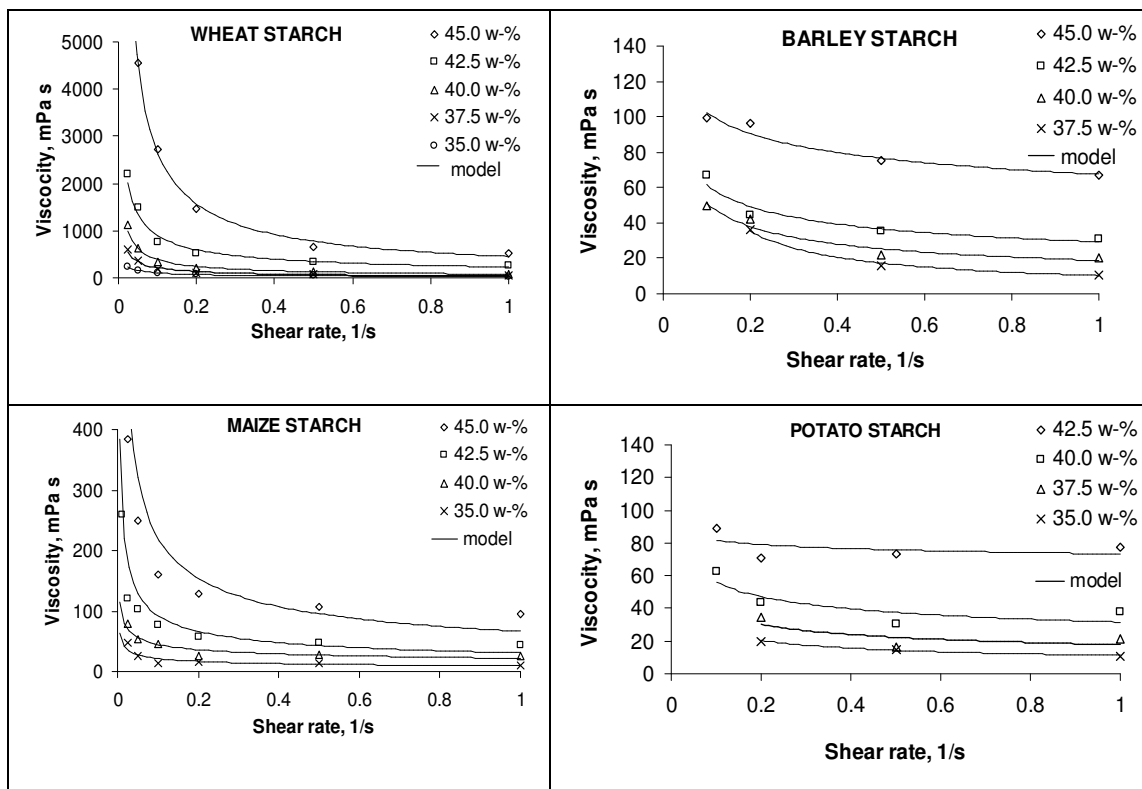 WHEAT STARCH
45.0 w-%
42.5 w-%
40.0 w-%
37.5 w-%
35.0 w-%
model
Viscocity, mPa s
5000
4000
3000
2000
1000
0
0 0.2 0.4 0.6 0.8 1
Shear rate, 1/s
BARLEY STARCH
45.0 w-%
42.5 w-%
40.0 w-%
37.5 w-%
model
Viscosity, mPa s
140
120
100
80
60
40
20
0
0 0.2 0.4 0.6 0.8 1
Shear rate, 1/s
MAIZE STARCH
45.0 w-%
42.5 w-%
40.0 w-%
35.0 w-%
model
Viscosity, mPa s
400
300
200
100
0
0 0.2 0.4 0.6 0.8 1
Shear rate, 1/s
POTATO STARCH
42.5 w-%
40.0 w-%
37.5 w-%
35.0 w-%
model
Viscocity, mPa s
140
120
100
80
60
40
20
0
0 0.2 0.4 0.6 0.8 1
Shear rate, 1/s